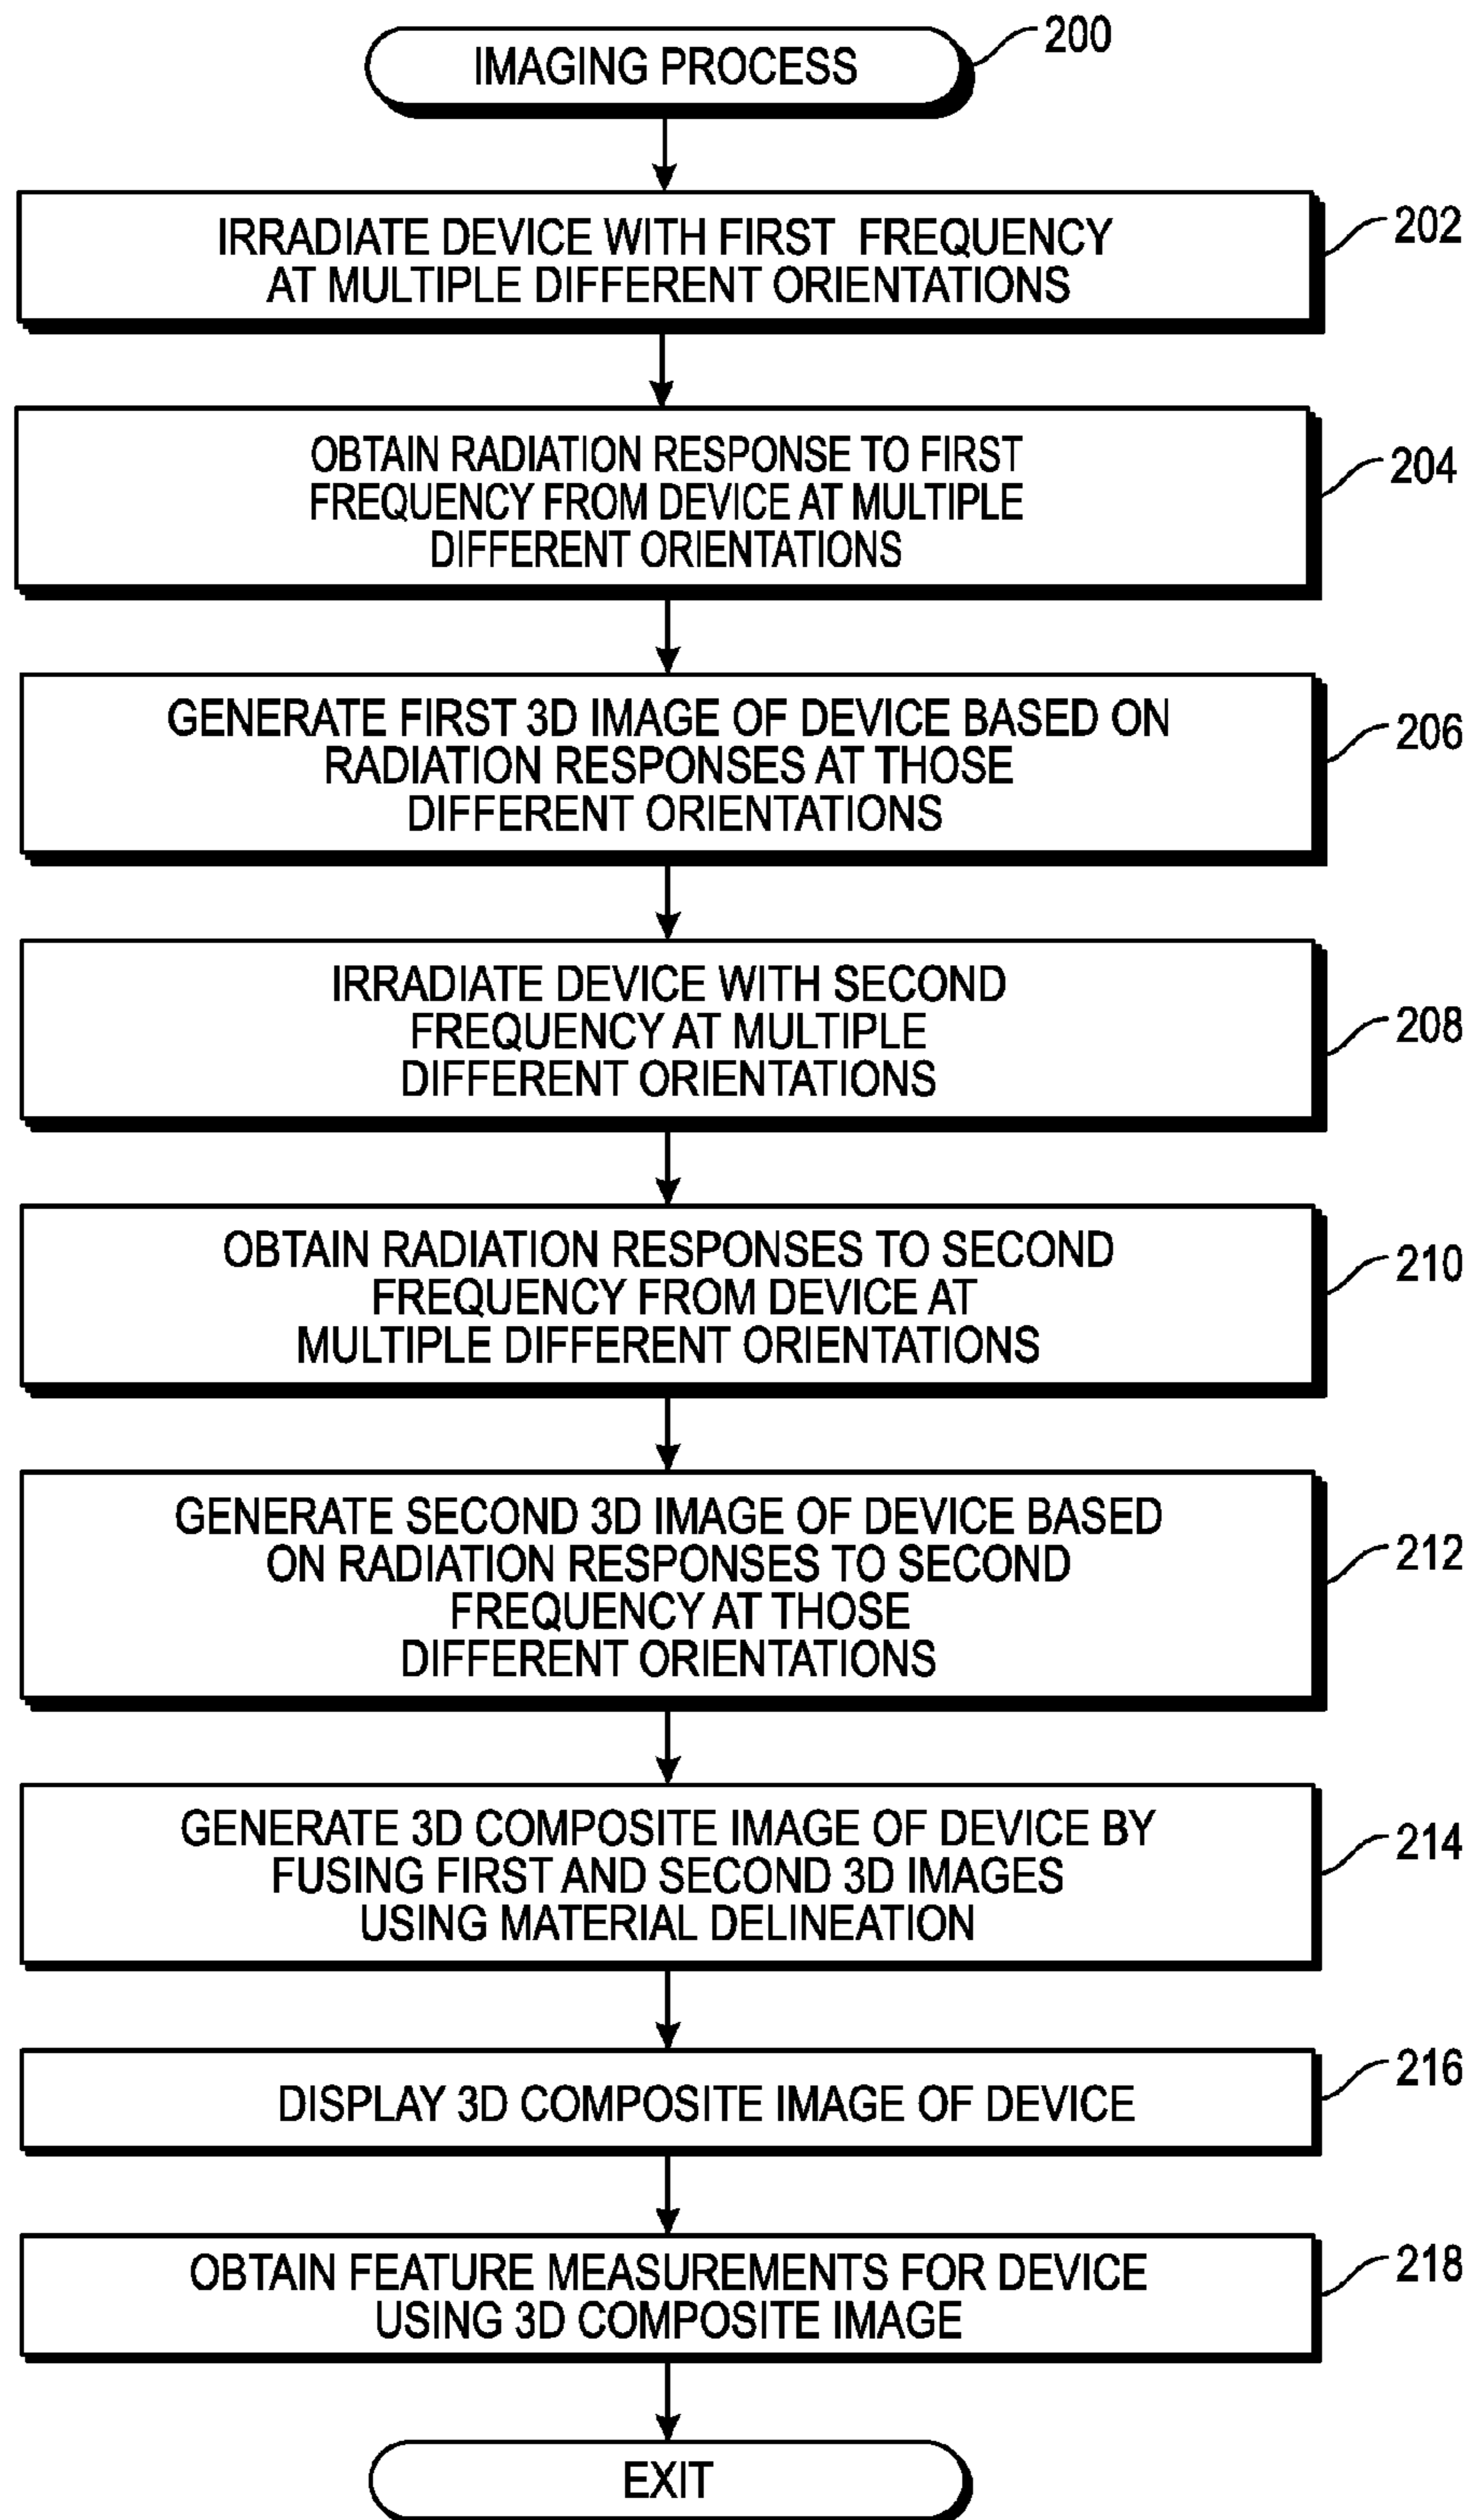 IMAGING PROCESS
200
IRRADIATE DEVICE WITH FIRST FREQUENCY
AT MULTIPLE DIFFERENT ORIENTATIONS
202
OBTAIN RADIATION RESPONSE TO FIRST
FREQUENCY FROM DEVICE AT MULTIPLE
DIFFERENT ORIENTATIONS
204
GENERATE FIRST 3D IMAGE OF DEVICE BASED ON
RADIATION RESPONSES AT THOSE
DIFFERENT ORIENTATIONS
206
IRRADIATE DEVICE WITH SECOND
FREQUENCY AT MULTIPLE
DIFFERENT ORIENTATIONS
208
OBTAIN RADIATION RESPONSES TO SECOND
FREQUENCY FROM DEVICE AT
MULTIPLE DIFFERENT ORIENTATIONS
210
GENERATE SECOND 3D IMAGE OF DEVICE BASED
ON RADIATION RESPONSES TO SECOND
FREQUENCY AT THOSE
DIFFERENT ORIENTATIONS
212
GENERATE 3D COMPOSITE IMAGE OF DEVICE BY
FUSING FIRST AND SECOND 3D IMAGES
USING MATERIAL DELINEATION
214
DISPLAY 3D COMPOSITE IMAGE OF DEVICE
216
OBTAIN FEATURE MEASUREMENTS FOR DEVICE
USING 3D COMPOSITE IMAGE
218
EXIT